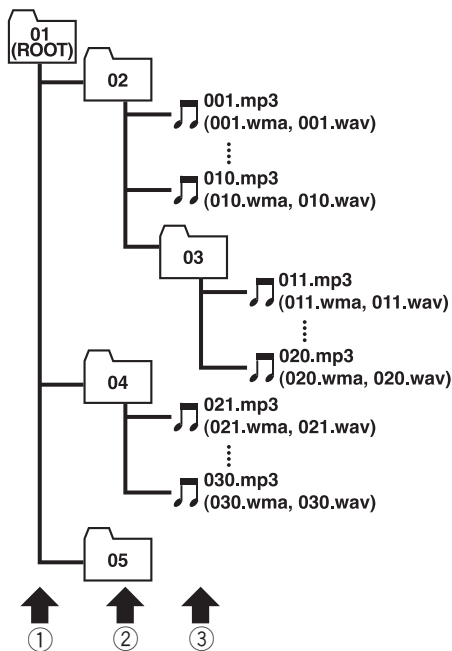 01
(ROOT)
02
001.mp3
(001.wma, 001.wav)
010.mp3
(010.wma, 010.wav)
03
011.mp3
(011.wma, 011.wav)
020.mp3
(020.wma, 020.wav)
04
021.mp3
(021.wma, 021.wav)
030.mp3
(030.wma, 030.wav)
05
① ② ③